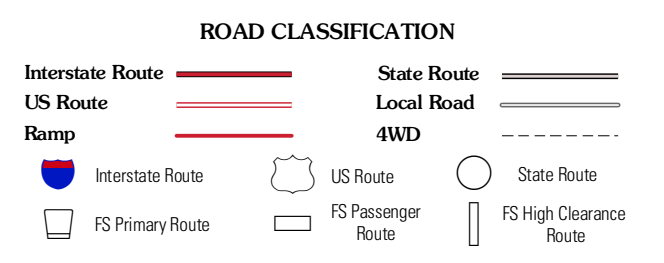 ROAD CLASSIFICATION
Interstate Route
State Route
US Route
Local Road
Ramp
4WD
Interstate Route
US Route
State Route
FS Primary Route
FS Passenger
Route
FS High Clearance
Route